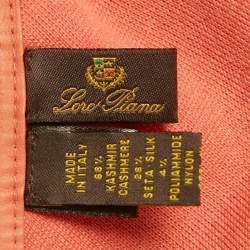 Loro Piana
MADE
IN ITALY
68% KASHMIR
CASHMERE
28%
SETA-SILK
4%
POLIAMMIDE
NYLON